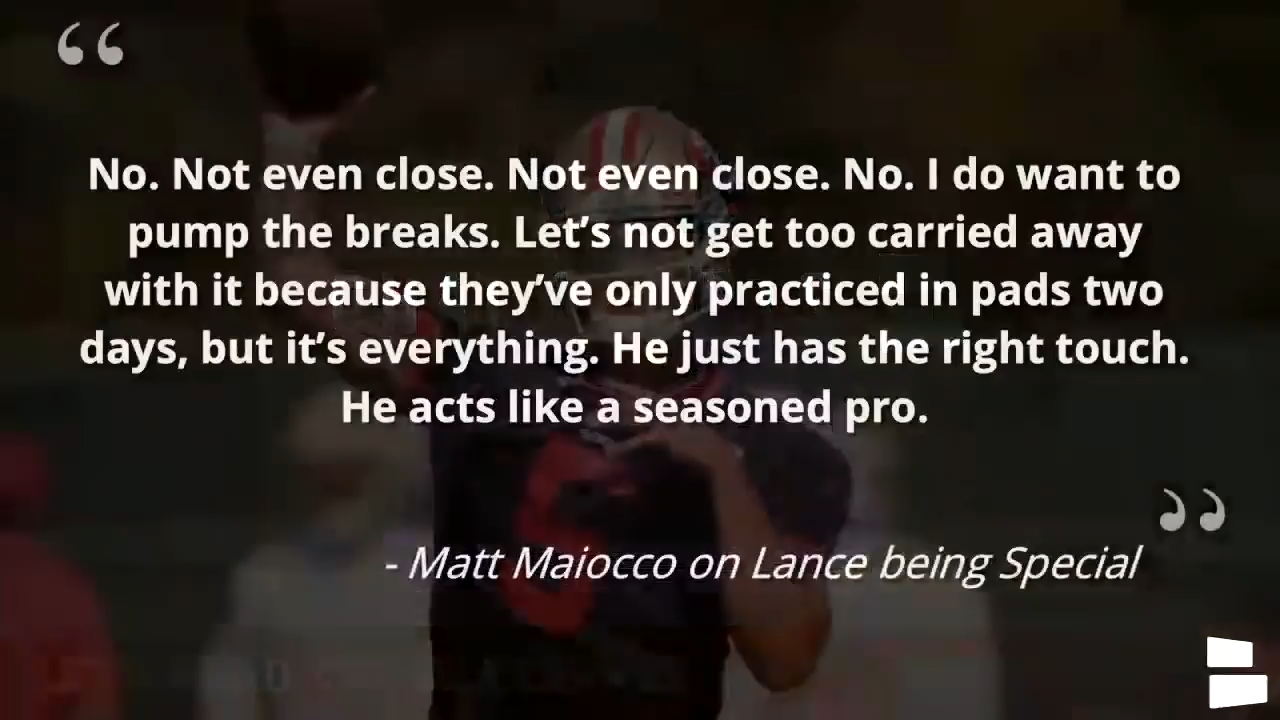 “
No. Not even close. Not even close. No. I do want to
pump the breaks. Let’s not get too carried away
with it because they’ve only practiced in pads two
days, but it’s everything. He just has the right touch.
He acts like a seasoned pro.
”
- Matt Maiocco on Lance being Special